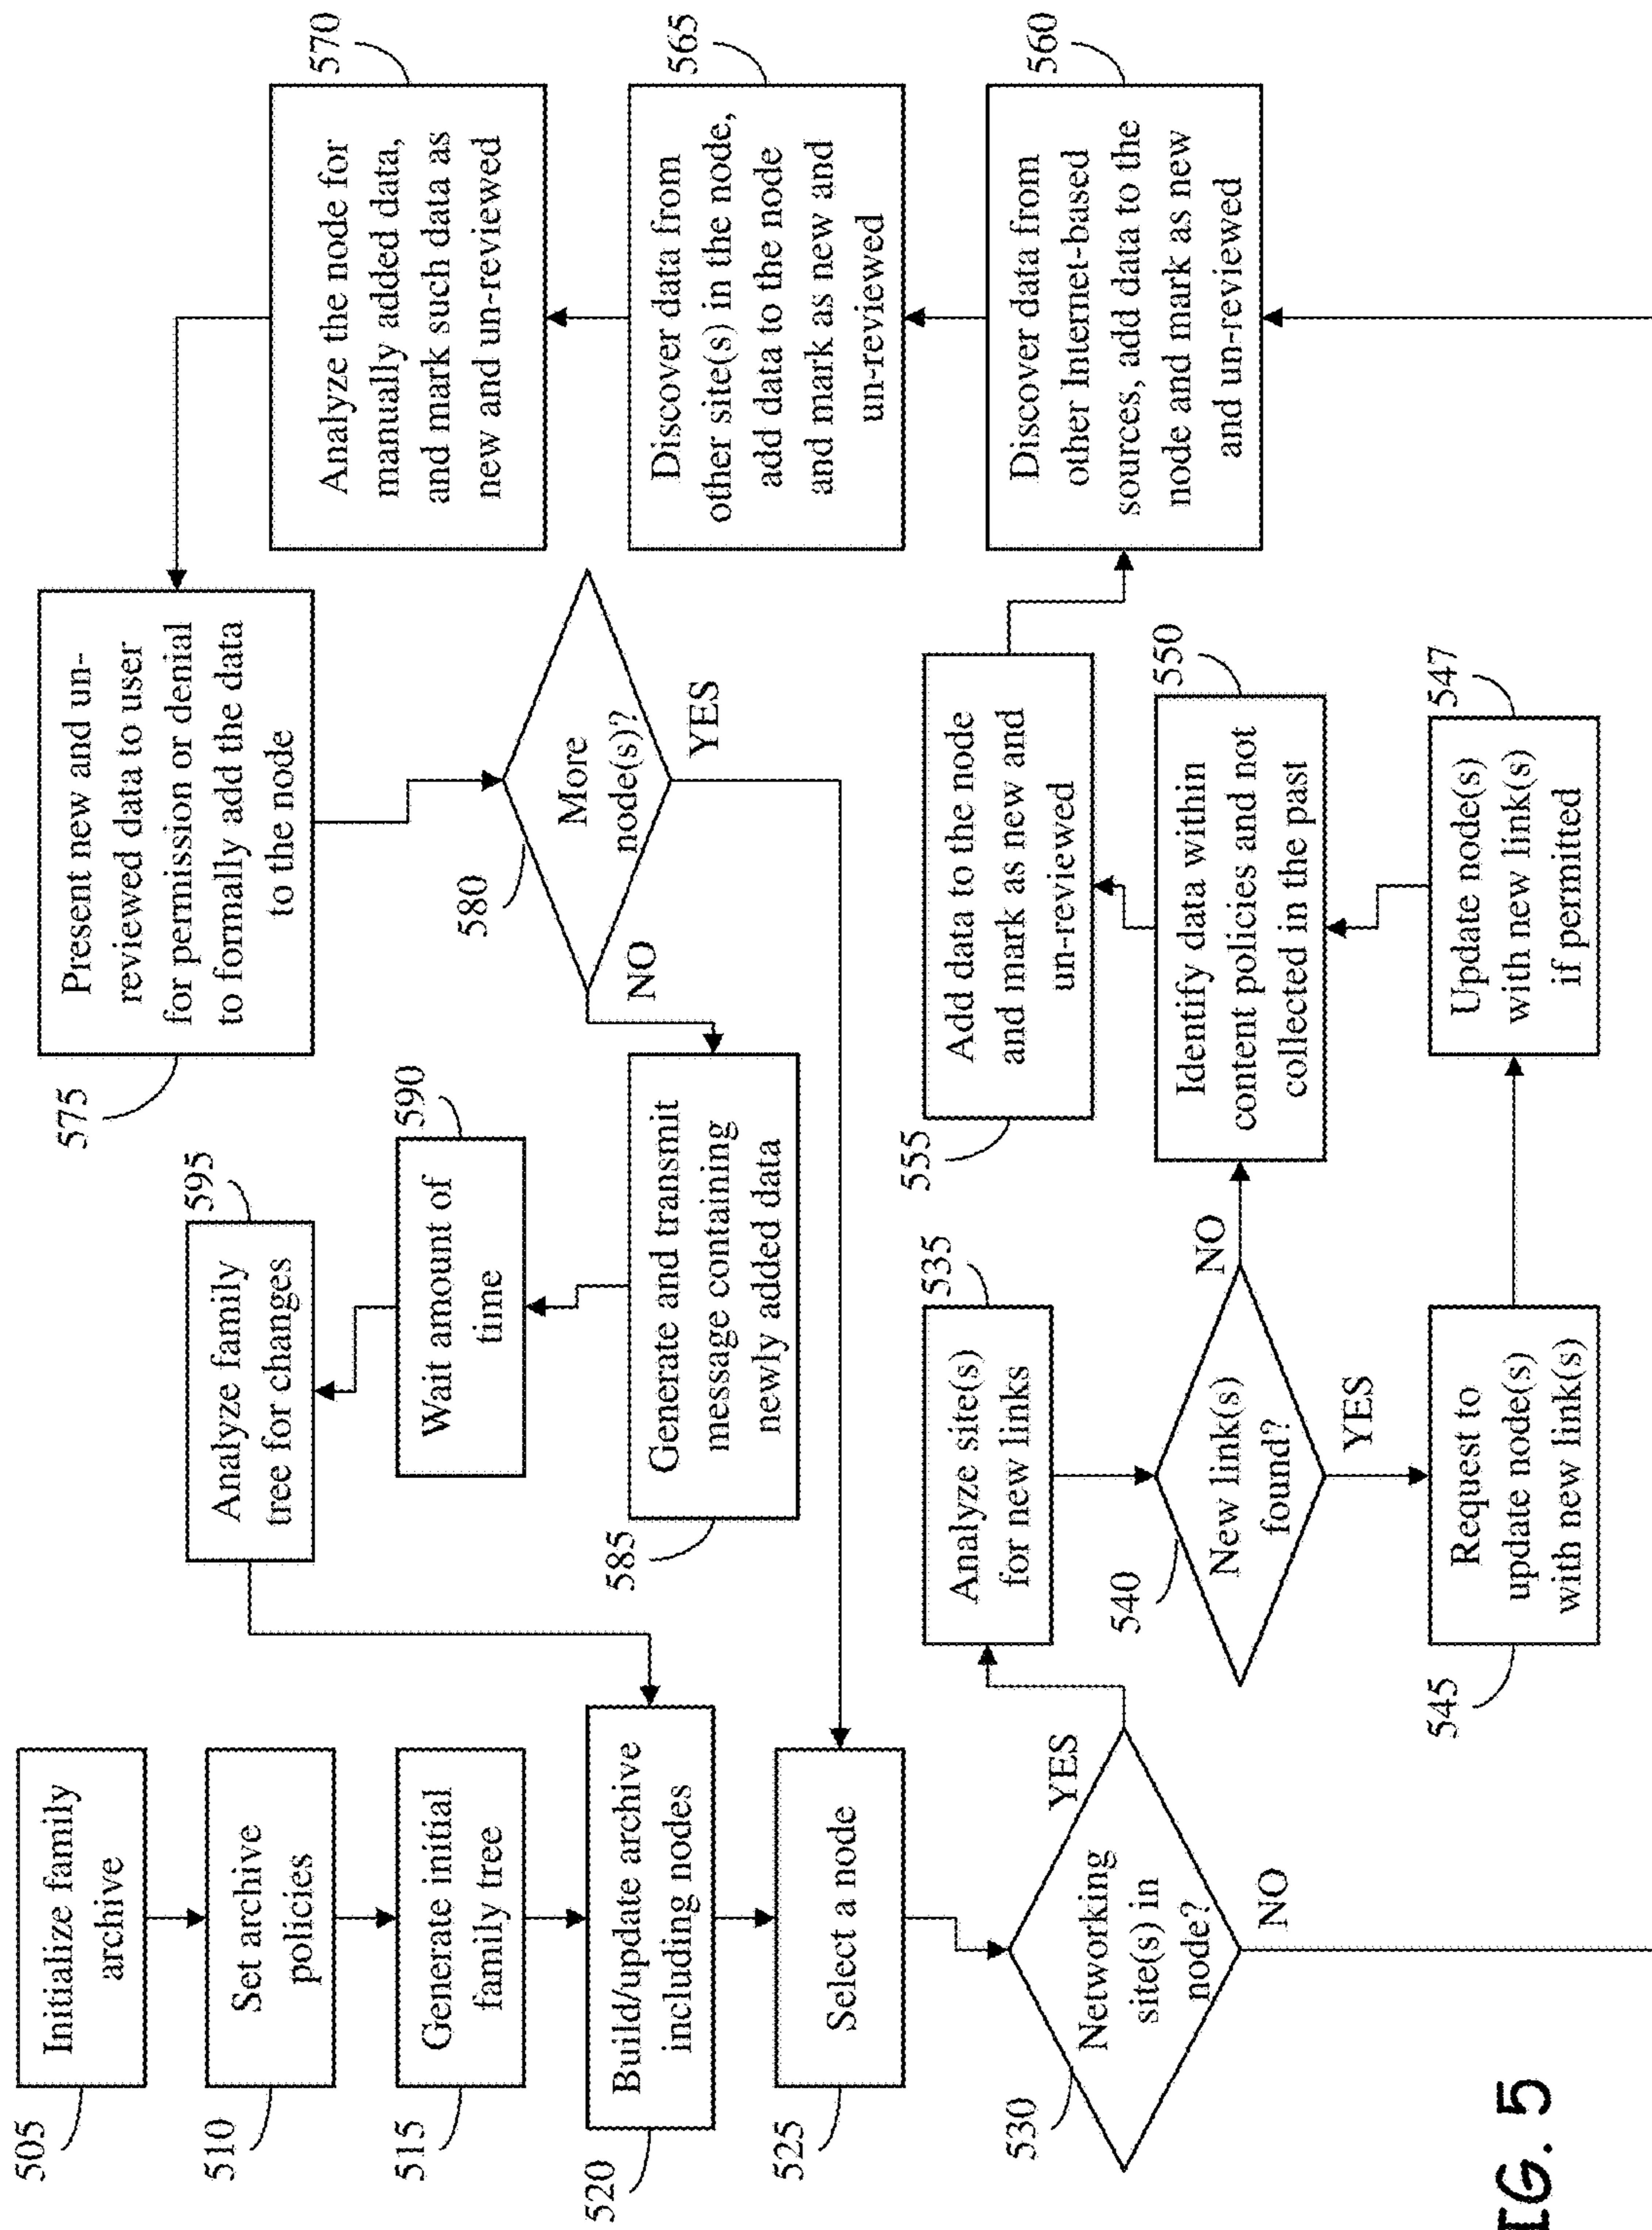 505
Initialize family
archive
510
Set archive
policies
515
Generate initial
family tree
520
Build/update archive
including nodes
525
Select a node
530
Networking
site(s) in
node?
YES
NO
535
Analyze site(s)
for new links
540
New link(s)
found?
NO
YES
545
Request to
update node(s)
with new link(s)
547
Update node(s)
with new link(s)
if permitted
550
Identify data within
content policies and not
collected in the past
555
Add data to the node
and mark as new and
un-reviewed
560
Discover data from
other Internet-based
sources, add data to the
node and mark as new
and un-reviewed
565
Discover data from
other site(s) in the node,
add data to the node
and mark as new and
un-reviewed
570
Analyze the node for
manually added data,
and mark such data as
new and un-reviewed
575
Present new and un-
reviewed data to user
for permission or denial
to formally add the data
to the node
580
More
node(s)?
YES
NO
585
Generate and transmit
message containing
newly added data
590
Wait amount of
time
595
Analyze family
tree for changes
IG. 5